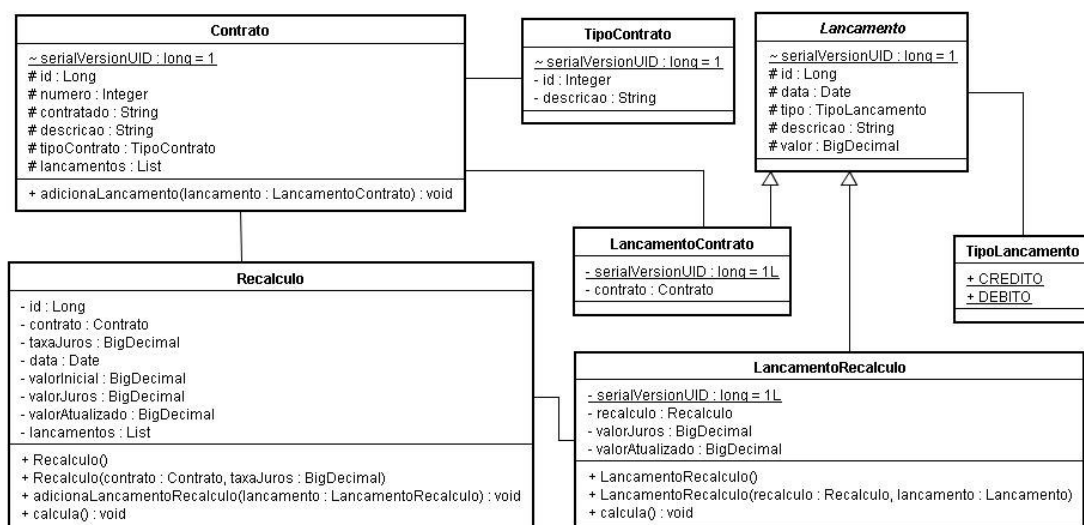 Contrato
~ serialVersionUID : long = 1
# id : Long
# numero : Integer
# contratado : String
# descricao : String
# tipoContrato : TipoContrato
# lancamentos : List
+ adicionaLancamento(lancamento : LancamentoContrato) : void
TipoContrato
~ serialVersionUID : long = 1
- id : Integer
- descricao : String
Lancamento
~ serialVersionUID : long = 1
# id : Long
# data : Date
# tipo : TipoLancamento
# descricao : String
# valor : BigDecimal
LancamentoContrato
- serialVersionUID : long = 1L
- contrato : Contrato
TipoLancamento
+ CREDITO
+ DEBITO
Recalculo
- id : Long
- contrato : Contrato
- taxaJuros : BigDecimal
- data : Date
- valorInicial : BigDecimal
- valorJuros : BigDecimal
- valorAtualizado : BigDecimal
- lancamentos : List
+ Recalculo()
+ Recalculo(contrato : Contrato, taxaJuros : BigDecimal)
+ adicionaLancamentoRecalculo(lancamento : LancamentoRecalculo) : void
+ calcula() : void
LancamentoRecalculo
- serialVersionUID : long = 1L
- recalculo : Recalculo
- valorJuros : BigDecimal
- valorAtualizado : BigDecimal
+ LancamentoRecalculo()
+ LancamentoRecalculo(recalculo : Recalculo, lancamento : Lancamento)
+ calcula() : void